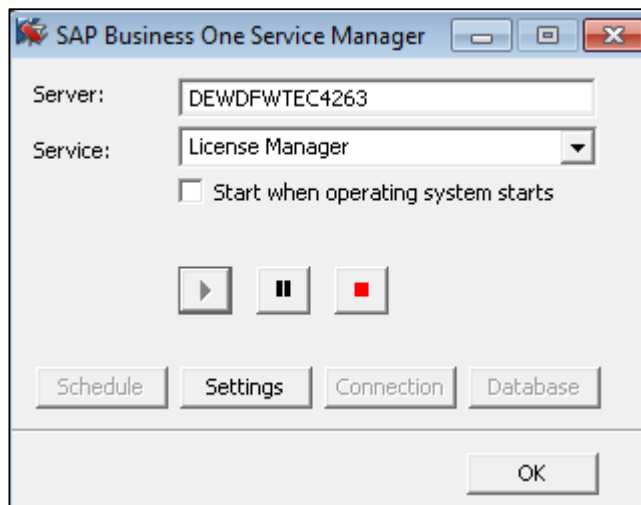 SAP Business One Service Manager
Server: DEWDFWTEC4263
Service: License Manager
Start when operating system starts
Schedule Settings Connection Database
OK